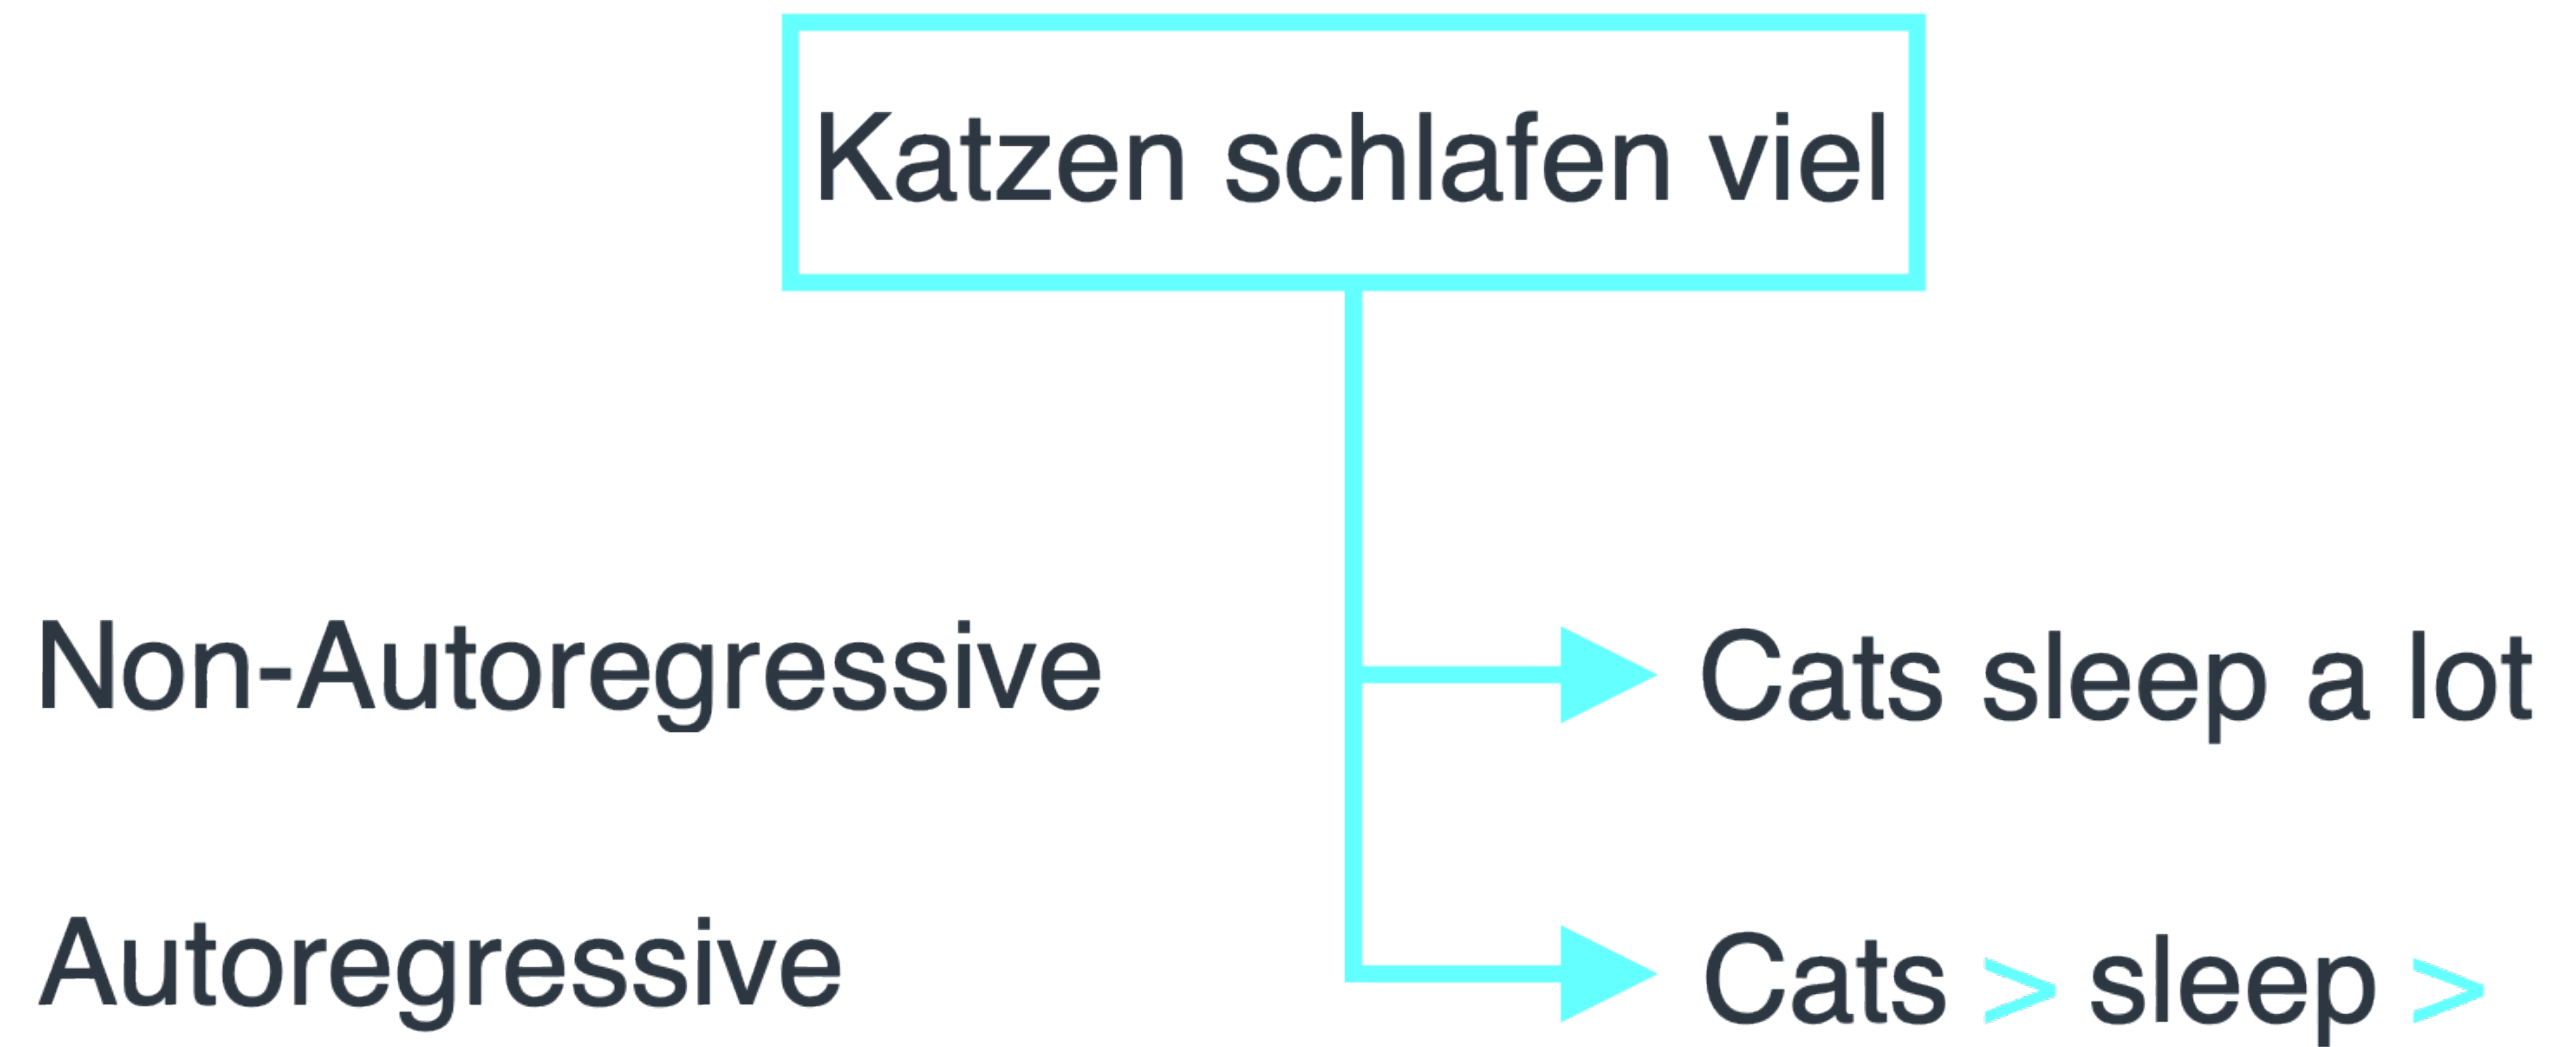 Katzen schlafen viel
Non-Autoregressive
Cats sleep a lot
Autoregressive
Cats > sleep >